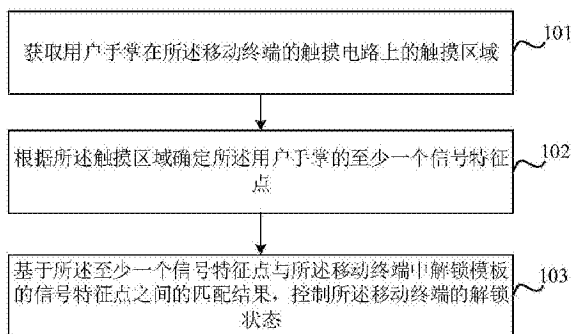 获取用户手掌在所述移动终端的触摸电路上的触摸区域
101
根据所述触摸区域确定所述用户手掌的至少一个信号特征
点
102
基于所述至少一个信号特征点与所述移动终端中解锁模板
的信号特征点之间的匹配结果，控制所述移动终端的解锁
状态
103